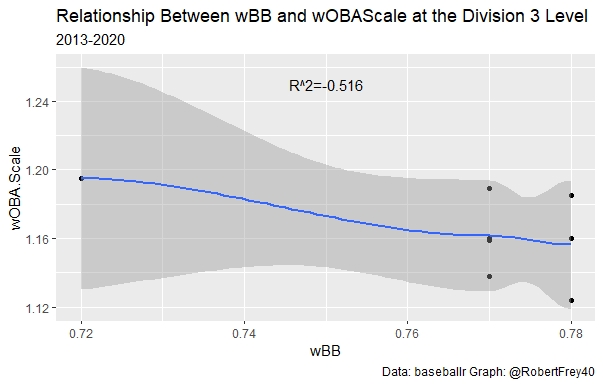 Relationship Between wBB and wOBAScale at the Division 3 Level
2013-2020
R^2=-0.516
1.24
1.20
1.16
1.12
wOBA.Scale
0.72 0.74 0.76 0.78
wBB
Data: baseballr Graph: @RobertFrey40